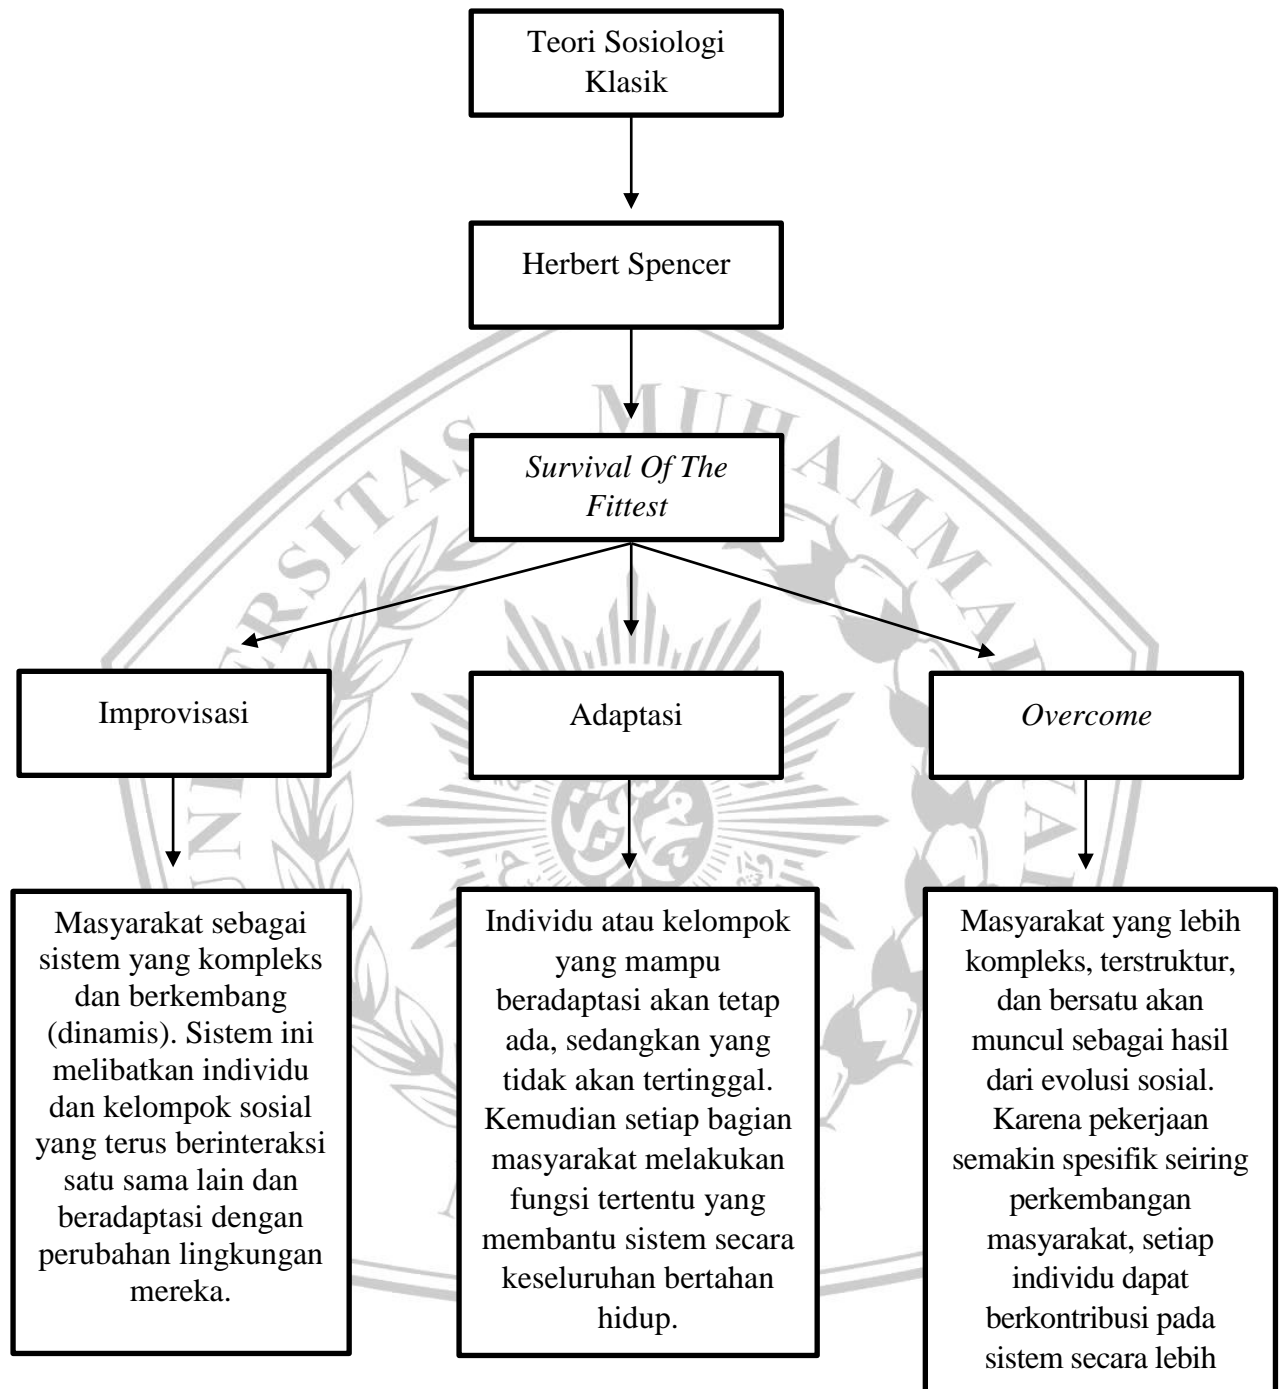 Teori Sosiologi
Klasik
Herbert Spencer
Survival Of The
Fittest
Improvisasi
Adaptasi
Overcome
Masyarakat sebagai
sistem yang kompleks
dan berkembang
(dinamis). Sistem ini
melibatkan individu
dan kelompok sosial
yang terus berinteraksi
satu sama lain dan
beradaptasi dengan
perubahan lingkungan
mereka.
Individu atau kelompok
yang mampu
beradaptasi akan tetap
ada, sedangkan yang
tidak akan tertinggal.
Kemudian setiap bagian
masyarakat melakukan
fungsi tertentu yang
membantu sistem secara
keseluruhan bertahan
hidup.
Masyarakat yang lebih
kompleks, terstruktur,
dan bersatu akan
muncul sebagai hasil
dari evolusi sosial.
Karena pekerjaan
semakin spesifik seiring
perkembangan
masyarakat, setiap
individu dapat
berkontribusi pada
sistem secara lebih